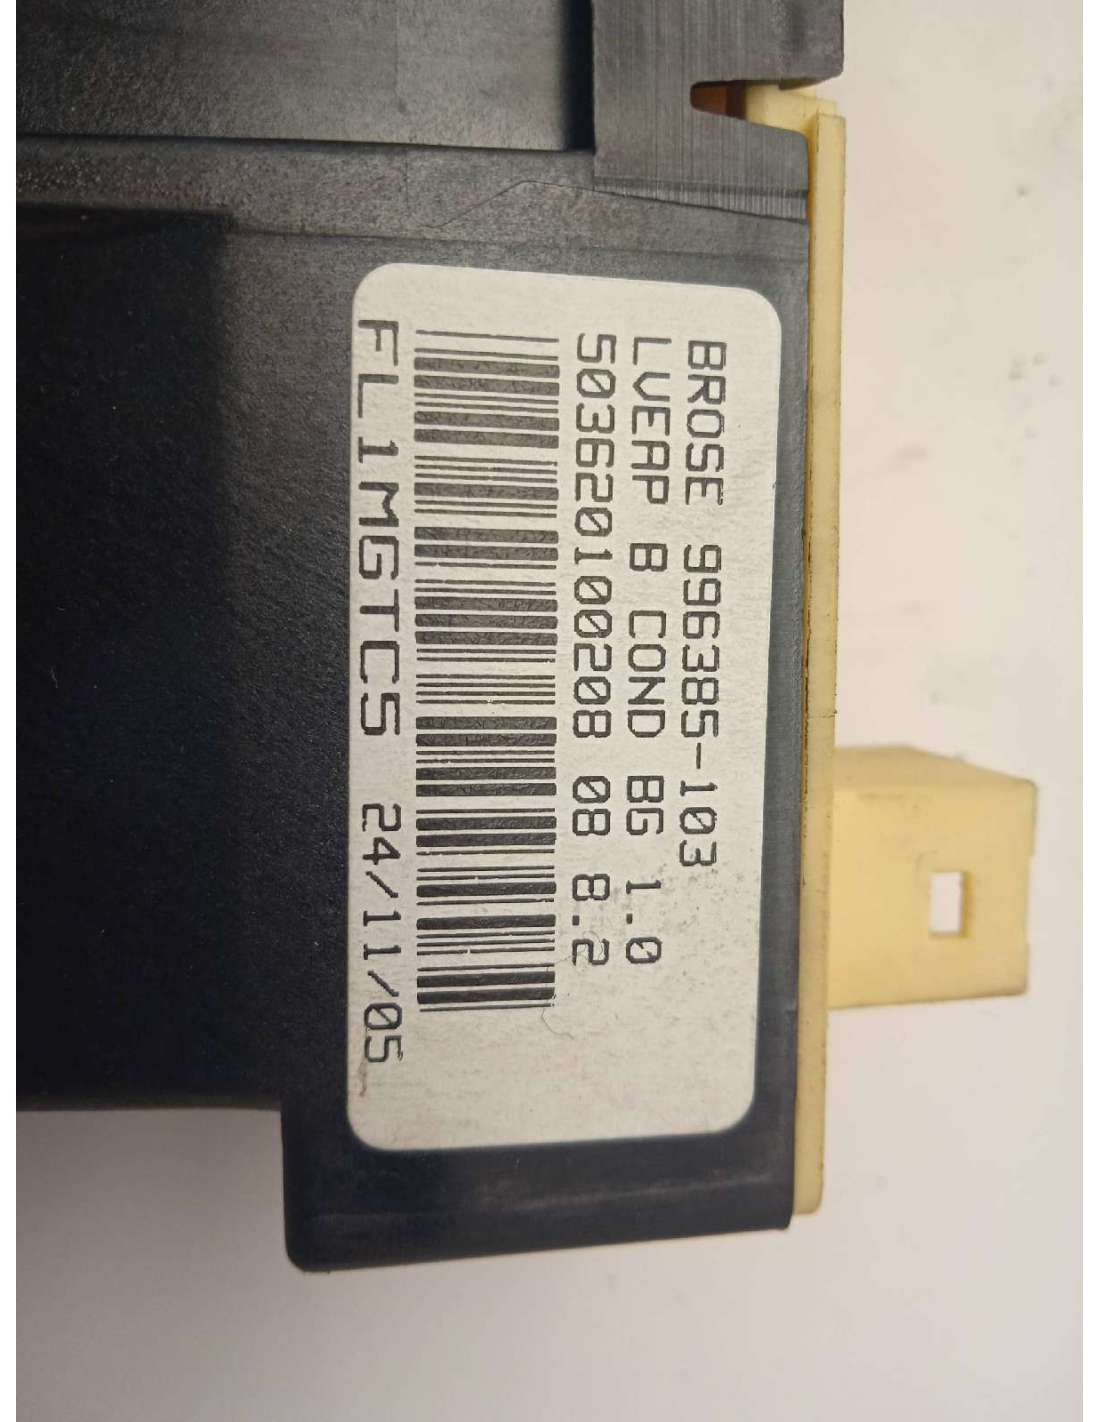 BROSE 996385-103
LVEAP B COND BG 1.0
503620100208 08 8.2
FL1MGTC5 24/11/05